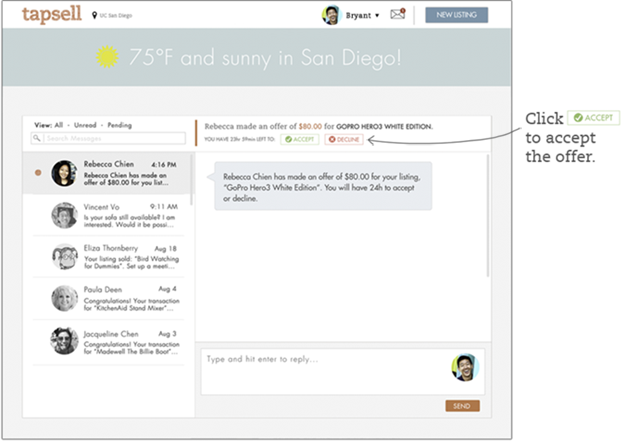 tapsell
UC San Diego
Bryant
NEW LISTING
75°F and sunny in San Diego!
View: All • Unread • Pending
Search Messages
Rebecca made an offer of $80.00 for GOPRO HERO3 WHITE EDITION.
YOU HAVE 23hr 59min LEFT TO: ACCEPT DECLINE
Click ACCEPT
to accept
the offer.
Rebecca Chien 4:16 PM
Rebecca Chien has made an
offer of $80.00 for you list...
Vincent Vo 9:11 AM
Is your sofa still available? I am
interested. Would it be possi...
Eliza Thornberry Aug 18
Your listing sold: "Bird Watching
for Dummies". Set up a meeti...
Paula Deen Aug 4
Congratulations! Your transaction
for "KitchenAid Stand Mixer"...
Jacqueline Chen Aug 3
Congratulations! Your transaction
for "Madewell The Billie Boot"...
Rebecca Chien has made an offer of $80.00 for your listing,
"GoPro Hero3 White Edition". You will have 24h to accept
or decline.
Type and hit enter to reply...
SEND